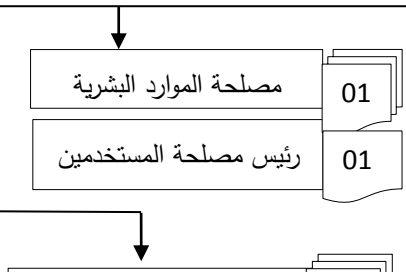 مصلحة الموارد البشرية 01
رئيس مصلحة المستخدمين 01